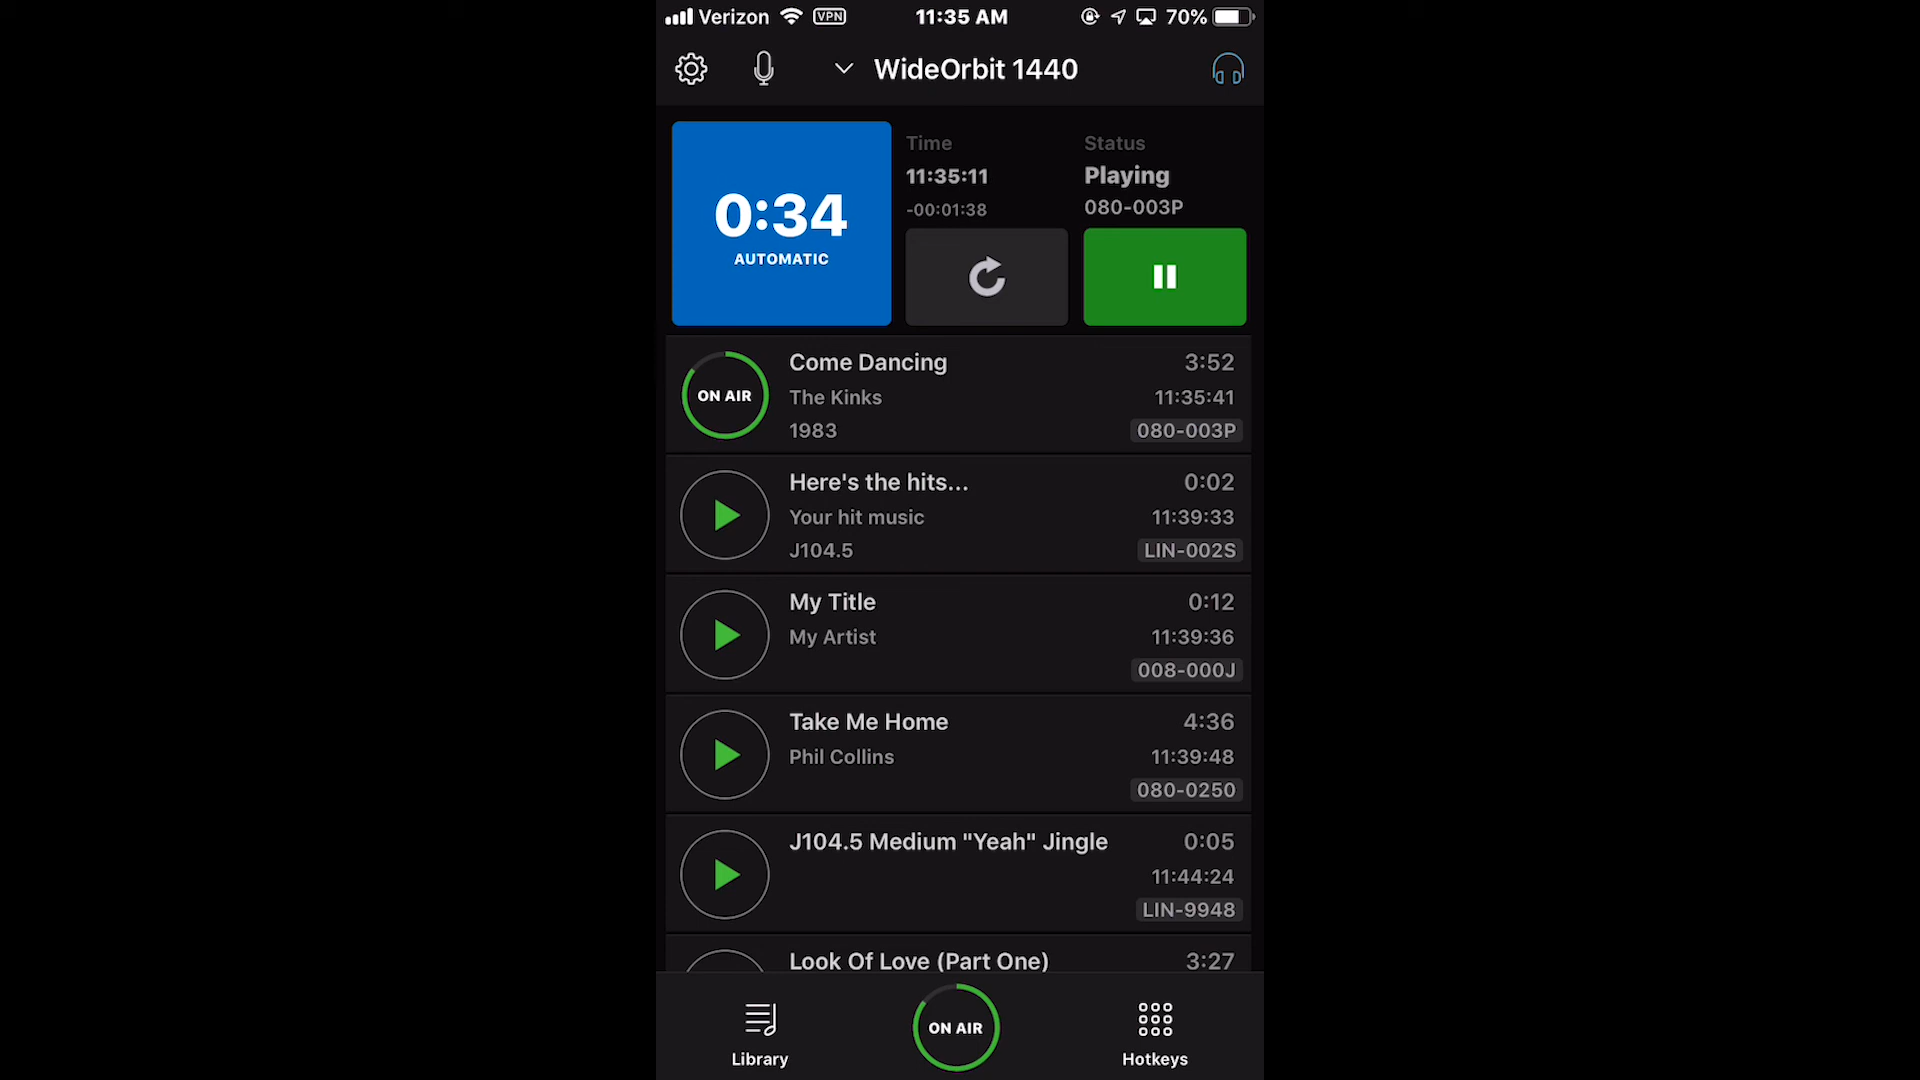 Verizon VPN 11:35 AM 70%
WideOrbit 1440
0:34
AUTOMATIC
Time
11:35:11
-00:01:38
Status
Playing
080-003P
ON AIR
Come Dancing 3:52
The Kinks 11:35:41
1983 080-003P
Here's the hits... 0:02
Your hit music 11:39:33
J104.5 LIN-002S
My Title 0:12
My Artist 11:39:36
008-000J
Take Me Home 4:36
Phil Collins 11:39:48
080-0250
J104.5 Medium "Yeah" Jingle 0:05
11:44:24
LIN-9948
Look Of Love (Part One) 3:27
Library
ON AIR
Hotkeys